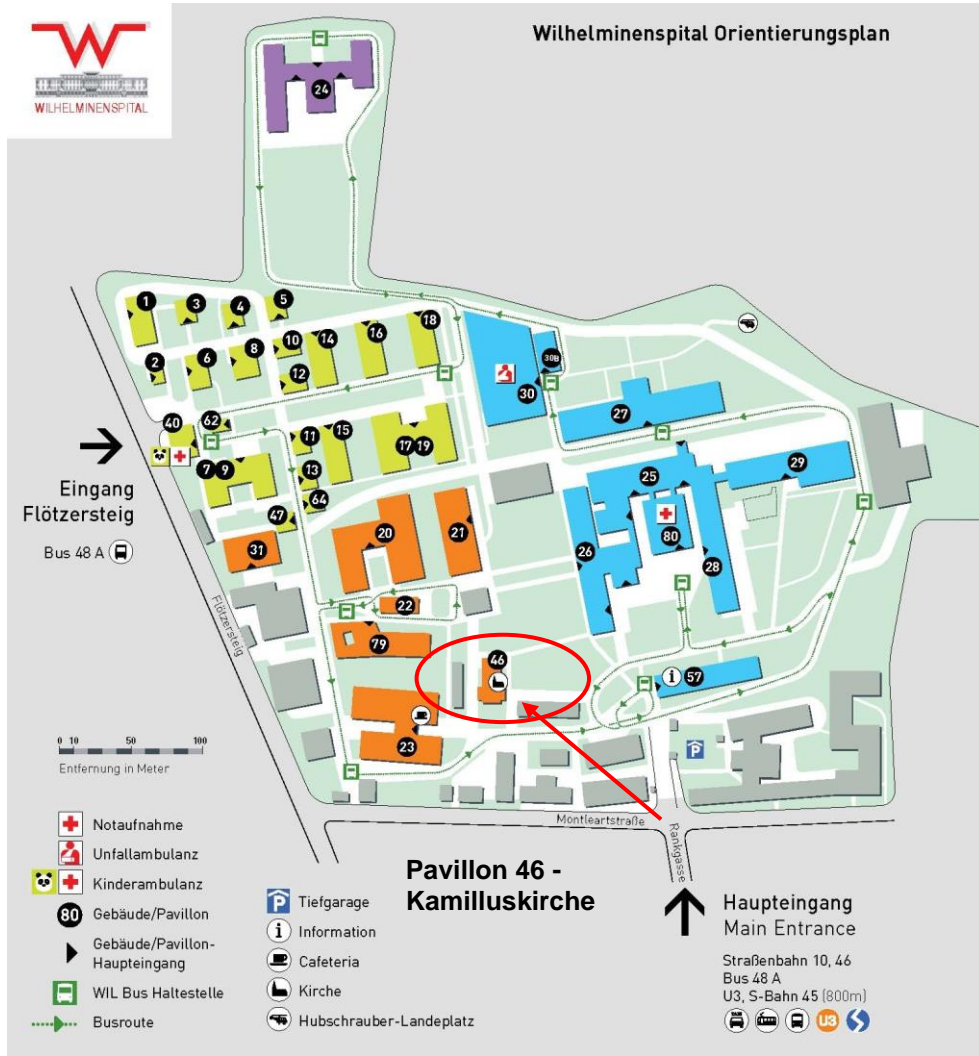 W
WILHELMINENSPITAL
Wilhelminenspital Orientierungsplan
24
1
3
4
5
2
6
8
10
12
14
16
18
30B
30
27
40
62
11
15
17
19
7
9
13
64
47
25
29
31
20
21
26
80
28
22
79
46
i
57
23
P
Eingang
Flötzersteig
Bus 48 A
Flötzersteig
0 10 50 100
Entfernung in Meter
Montleartstraße
Rankgasse
Pavillon 46 -
Kamilluskirche
Notaufnahme
Unfallambulanz
Kinderambulanz
80 Gebäude/Pavillon
Gebäude/Pavillon-
Haupteingang
WIL Bus Haltestelle
Busroute
P Tiefgarage
i Information
Cafeteria
Kirche
Hubschrauber-Landeplatz
Haupteingang
Main Entrance
Straßenbahn 10, 46
Bus 48 A
U3, S-Bahn 45 (800m)
TAXI U3